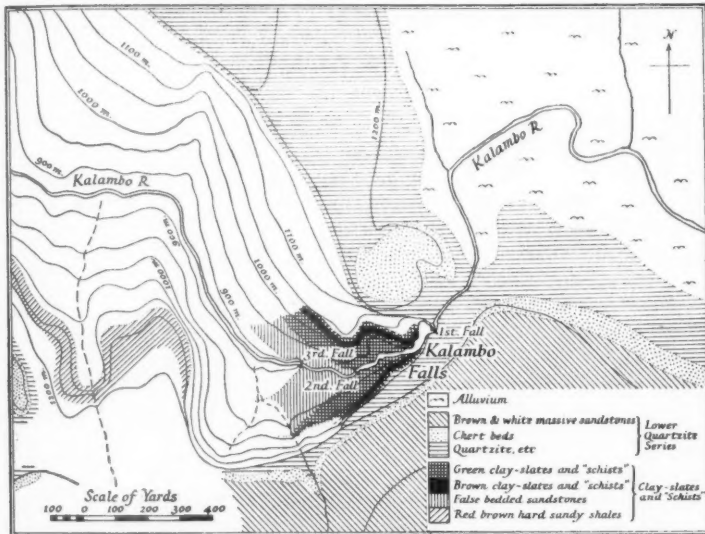 1100 m.
1000 m.
900 m.
Kalambo R
1200 m.
Kalambo R
N
900 m.
1000 m.
1100 m.
1000 m.
900 m.
1st. Fall
3rd. Fall
Kalambo
Falls
2nd. Fall
Alluvium
Brown & white massive sandstones
Chert beds
Quartzite, etc
Lower
Quartzite
Series
Green clay-slates and "schists"
Brown clay-slates and "schists"
False bedded sandstones
Red brown hard sandy shales
Clay-slates
and "Schists"
Scale of Yards
100 0 100 200 300 400